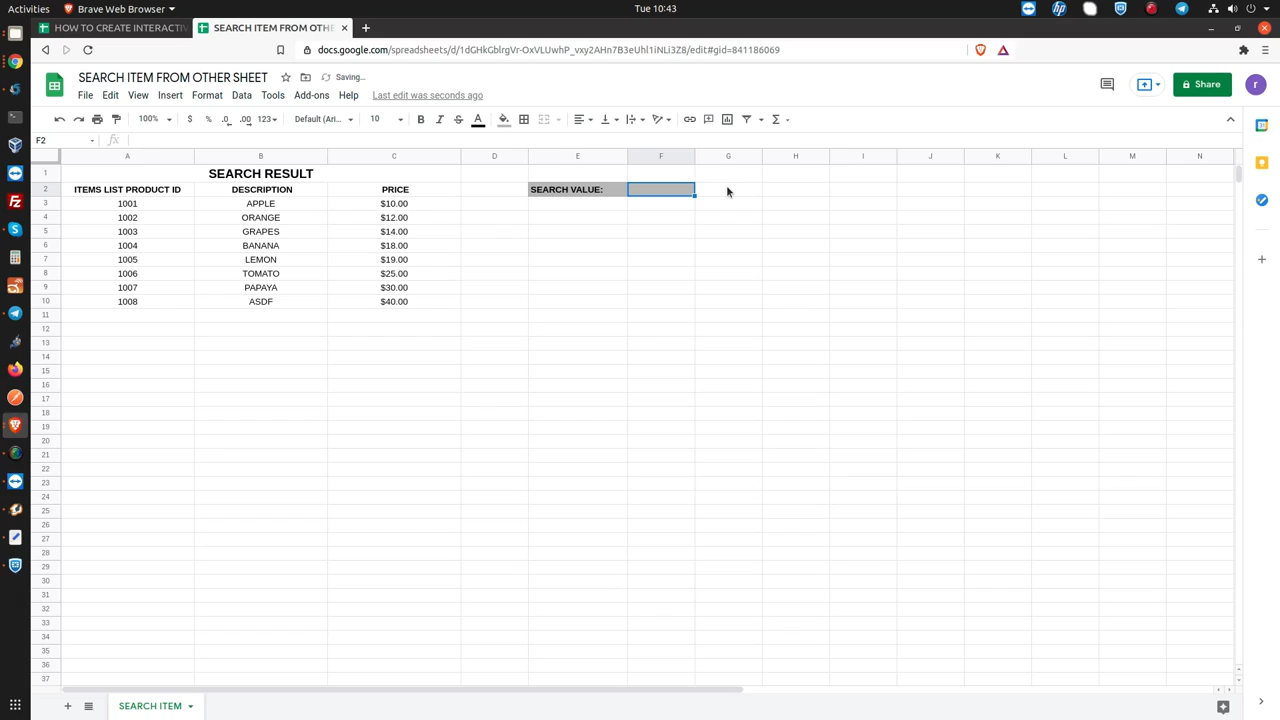 Activities
Brave Web Browser
Tue 10:43
HOW TO CREATE INTERACTIV
SEARCH ITEM FROM OTHE
docs.google.com/spreadsheets/d/1dGHkGblrgVr-OxVLUwhP_vxy2AHn7B3eUhl1iNLi3Z8/edit#gid=841186069
SEARCH ITEM FROM OTHER SHEET
Saving...
File Edit View Insert Format Data Tools Add-ons Help Last edit was seconds ago
Share
r
100% $ % .0 .00 123 Default (Ari... 10 B I S A Σ
F2 fx
A B C D E F G H I J K L M N
1 SEARCH RESULT
2 ITEMS LIST PRODUCT ID DESCRIPTION PRICE SEARCH VALUE:
3 1001 APPLE $10.00
4 1002 ORANGE $12.00
5 1003 GRAPES $14.00
6 1004 BANANA $18.00
7 1005 LEMON $19.00
8 1006 TOMATO $25.00
9 1007 PAPAYA $30.00
10 1008 ASDF $40.00
11
12
13
14
15
16
17
18
19
20
21
22
23
24
25
26
27
28
29
30
31
32
33
34
35
36
37
SEARCH ITEM